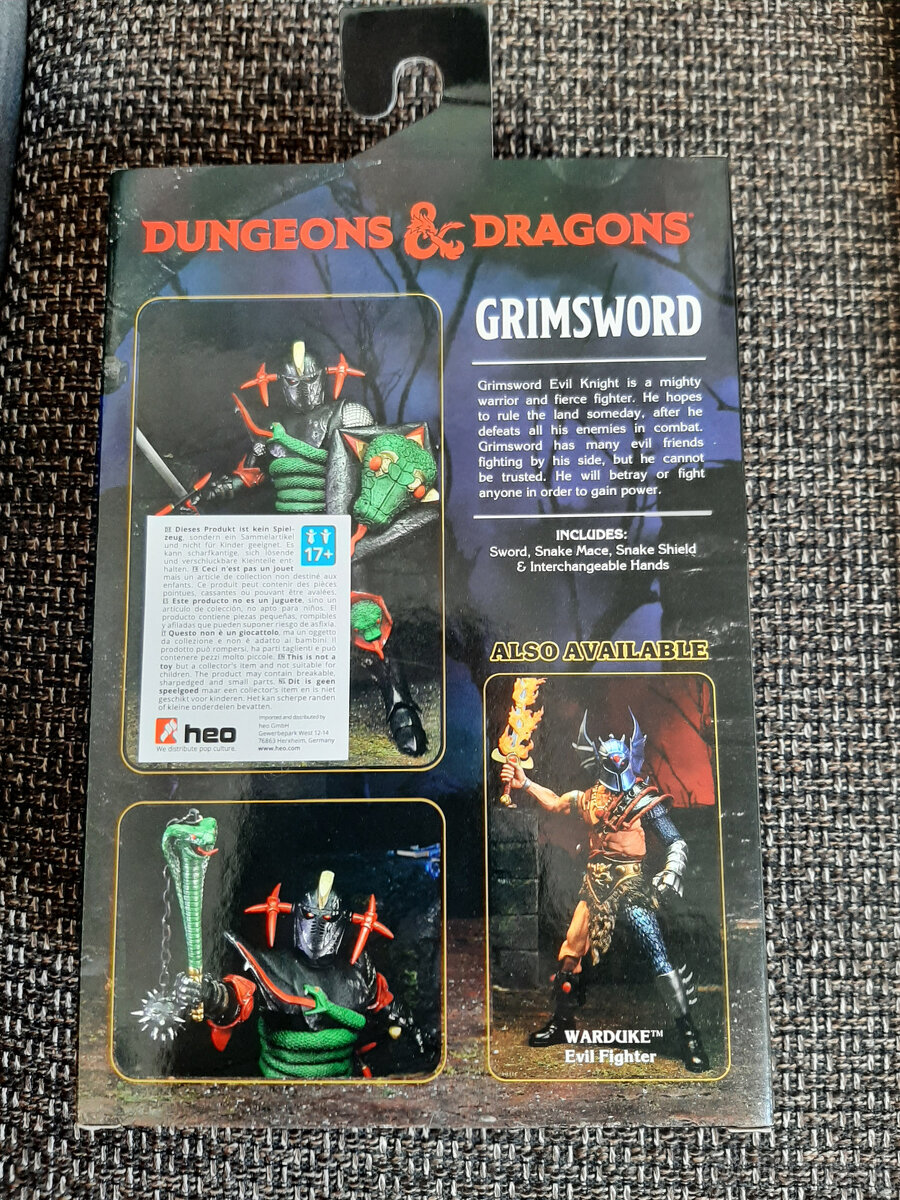 DUNGEONS & DRAGONS
GRIMSWORD
Grimsword Evil Knight is a mighty
warrior and fierce fighter. He hopes
to rule the land someday, after he
defeats all his enemies in combat.
Grimsword has many evil friends
fighting by his side, but he cannot
be trusted. He will betray or fight
anyone in order to gain power.
INCLUDES:
Sword, Snake Mace, Snake Shield
& Interchangeable Hands
Dieses Produkt ist kein Spiel-
zeug, sondern ein Sammelartikel
und nicht für Kinder geeignet. Es
kann scharfkantige, sich lösende
und verschluckbare Kleinteile ent-
halten. Ceci n'est pas un jouet
mais un article de collection non destiné aux
enfants. Ce produit peut contenir des pièces
pointues, cassantes ou pouvant être avalées.
Este producto no es un juguete, sino un
artículo de colección, no apto para niños. El
producto contiene piezas pequeñas, rompibles
y afiladas que pueden suponer riesgo de asfixia.
Questo non è un giocattolo, ma un oggetto
da collezione e non è adatto ai bambini. Il
prodotto può rompersi, ha parti taglienti e può
contenere pezzi molto piccole. This is not a
toy but a collector's item and not suitable for
children. The product may contain breakable,
sharpedged and small parts. Dit is geen
speelgoed maar een collector's item en is niet
geschikt voor kinderen. Het kan scherpe randen
of kleine onderdelen bevatten.
17+
heo
We distribute pop culture.
Imported and distributed by
heo GmbH
Gewerbepark West 12-14
76863 Herxheim, Germany
www.heo.com
ALSO AVAILABLE
WARDUKE™
Evil Fighter